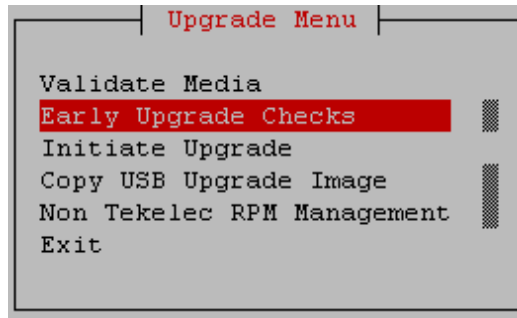 Upgrade Menu
Validate Media
Early Upgrade Checks
Initiate Upgrade
Copy USB Upgrade Image
Non Tekelec RPM Management
Exit